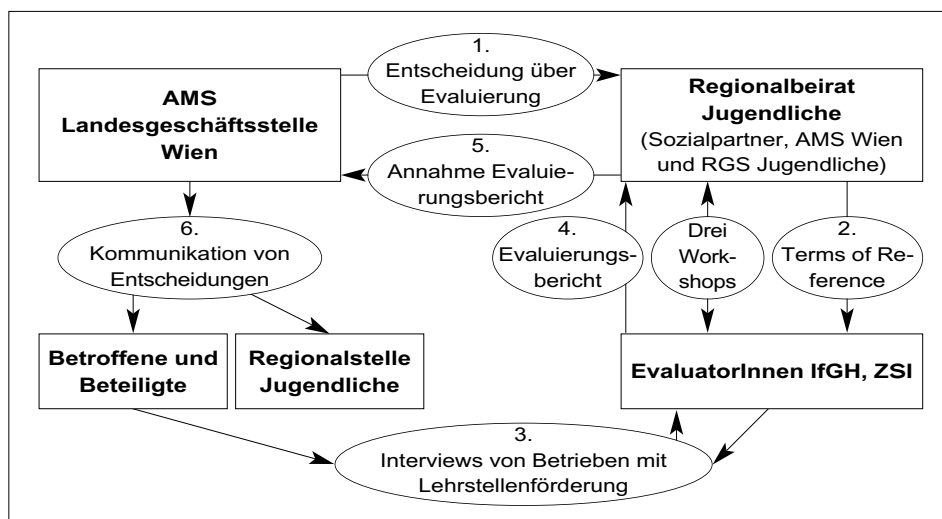 1.
Entscheidung über
Evaluierung
AMS
Landesgeschäftsstelle
Wien
Regionalbeirat
Jugendliche
(Sozialpartner, AMS Wien
und RGS Jugendliche)
5.
Annahme Evaluie-
rungsbericht
6.
Kommunikation von
Entscheidungen
4.
Evaluierungs-
bericht
Drei
Work-
shops
2.
Terms of Re-
ference
Betroffene und
Beteiligte
Regionalstelle
Jugendliche
EvaluatorInnen IfGH, ZSI
3.
Interviews von Betrieben mit
Lehrstellenförderung